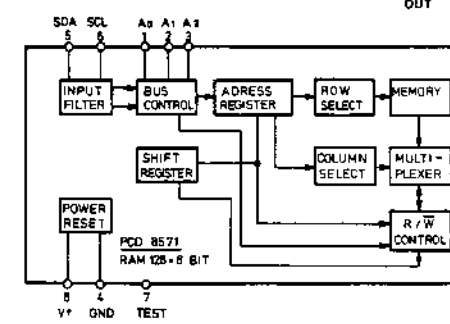 OUT
SDA SCL A0 A1 A2
5 6 1 2 3
INPUT FILTER
BUS CONTROL
ADRESS REGISTER
ROW SELECT
MEMORY
SHIFT REGISTER
COLUMN SELECT
MULTI-PLEXER
POWER RESET
R/W CONTROL
PCD 8571
RAM 128×8 BIT
8 4 7
V+ GND TEST